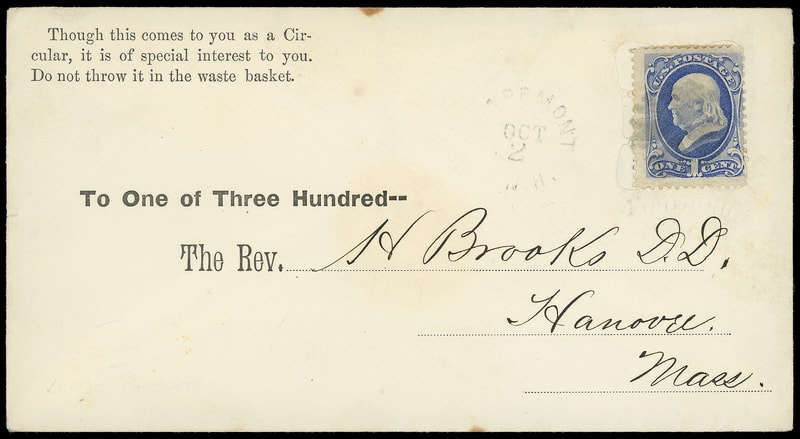 Though this comes to you as a Cir-
cular, it is of special interest to you.
Do not throw it in the waste basket.
U.S. POSTAGE
ONE 1 CENT
OCT
2
N.H.
To One of Three Hundred--
The Rev. H Brooks D.D.
Hanover.
Mass.